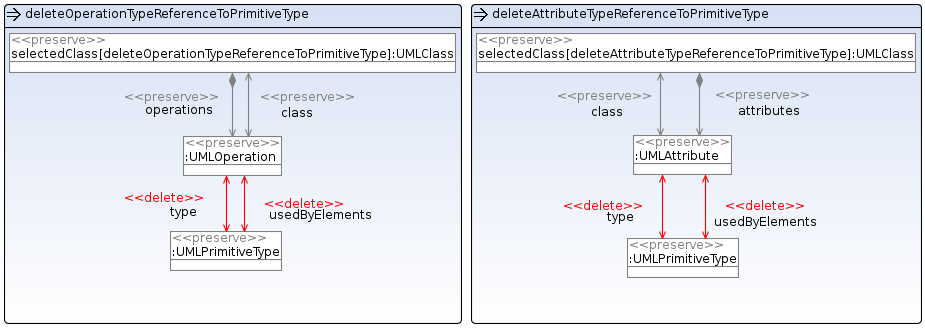 deleteOperationTypeReferenceToPrimitiveType
<<preserve>>
selectedClass[deleteOperationTypeReferenceToPrimitiveType]:UMLClass
<<preserve>>
operations
<<preserve>>
class
<<preserve>>
:UMLOperation
<<delete>>
type
<<delete>>
usedByElements
<<preserve>>
:UMLPrimitiveType
deleteAttributeTypeReferenceToPrimitiveType
<<preserve>>
selectedClass[deleteAttributeTypeReferenceToPrimitiveType]:UMLClass
<<preserve>>
class
<<preserve>>
attributes
<<preserve>>
:UMLAttribute
<<delete>>
type
<<delete>>
usedByElements
<<preserve>>
:UMLPrimitiveType